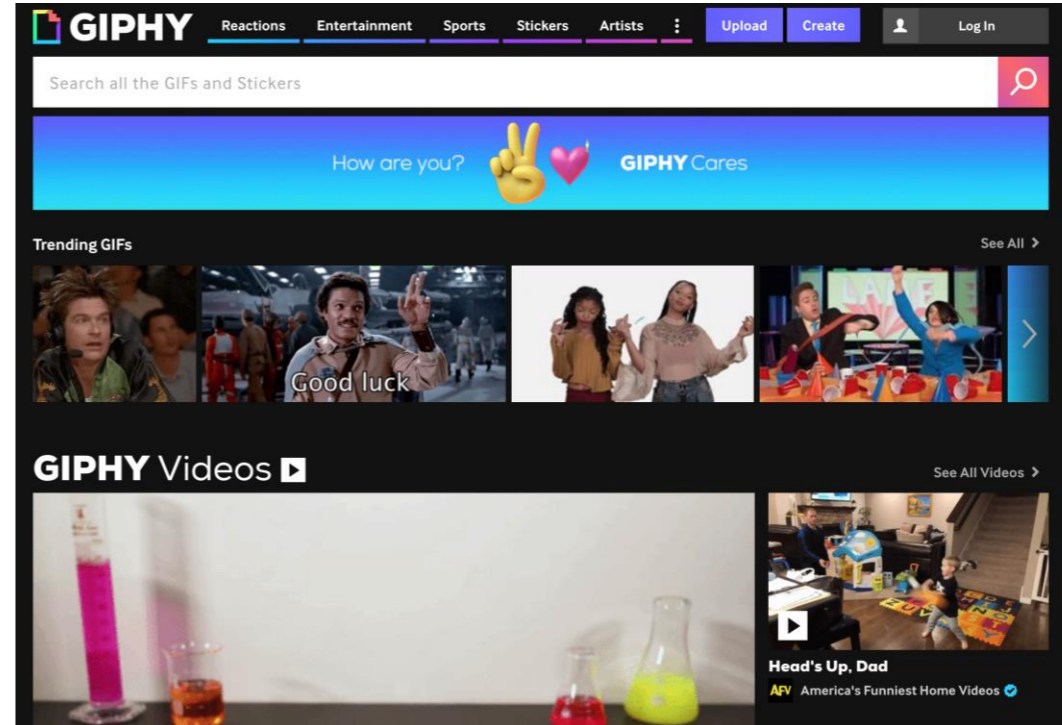 GIPHY Reactions Entertainment Sports Stickers Artists Upload Create Log In
Search all the GIFs and Stickers
How are you? GIPHY Cares
Trending GIFs See All
Good luck
GIPHY Videos See All Videos
Head's Up, Dad
AFV America's Funniest Home Videos